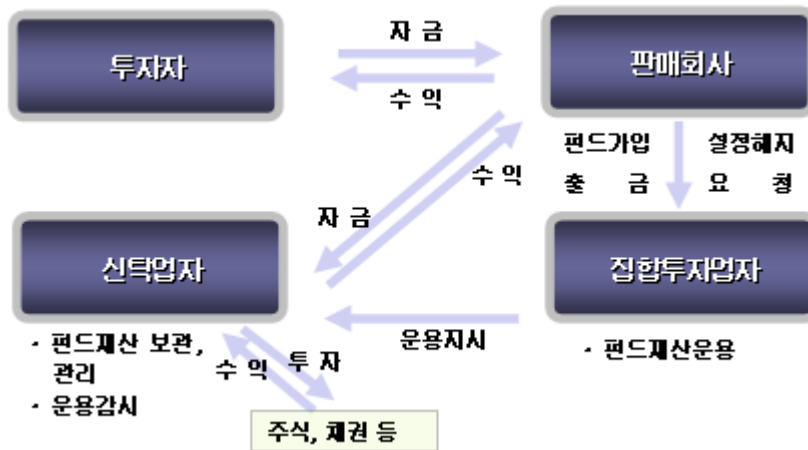 자 금
투자자
판매회사
수 익
펀드가입 설정해지
출 금 요 청
수 익
자 금
신탁업자
집합투자업자
운용지시
· 펀드재산 보관,
관리
· 운용감시
수 익
투 자
· 펀드재산운용
주식, 채권 등